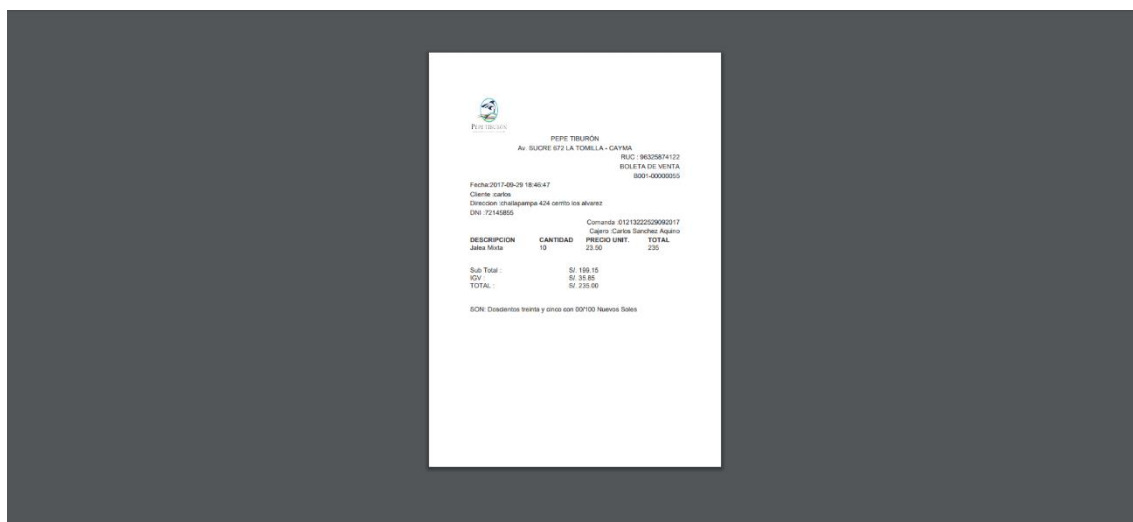 PEPE TIBURÓN
PEPE TIBURÓN
Av. SUCRE 672 LA TOMILLA - CAYMA
RUC : 96325874122
BOLETA DE VENTA
B001-00000055
Fecha:2017-09-29 18:46:47
Cliente :carlos
Direccion :challapampa 424 cerrito los alvarez
DNI :72145855
Comanda :01213222529092017
Cajero :Carlos Sanchez Aquino
DESCRIPCION CANTIDAD PRECIO UNIT. TOTAL
Jalea Mixta 10 23.50 235
Sub Total : S/. 199.15
IGV : S/. 35.85
TOTAL : S/. 235.00
SON: Doscientos treinta y cinco con 00/100 Nuevos Soles